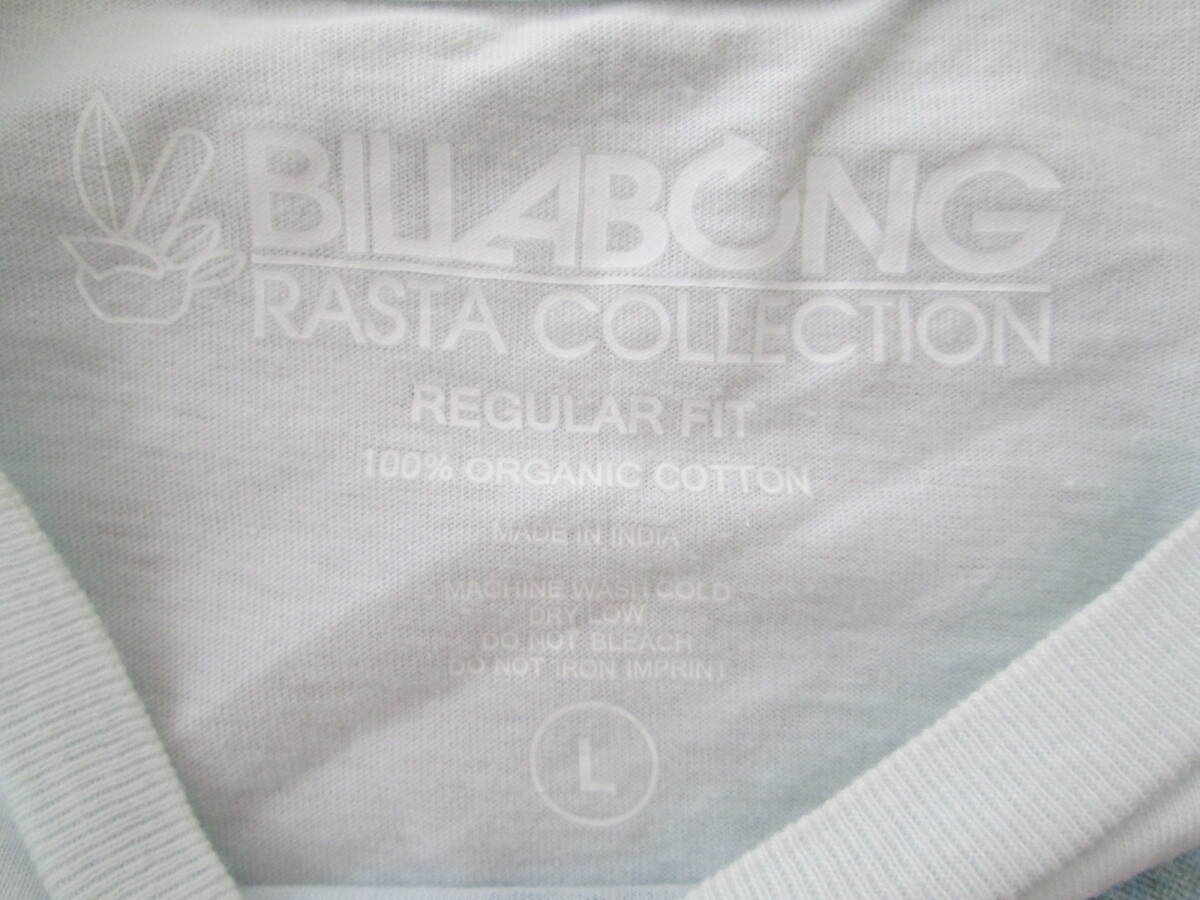 BILLABONG
RASTA COLLECTION
REGULAR FIT
100% ORGANIC COTTON
MADE IN INDIA
MACHINE WASH COLD
DRY LOW
DO NOT BLEACH
DO NOT IRON IMPRINT
L